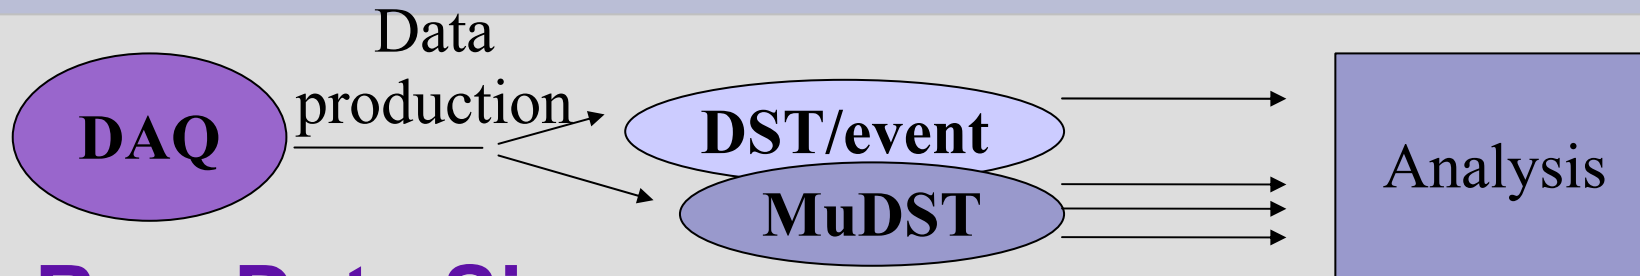 Data
production
DAQ
DST/event
MuDST
Analysis